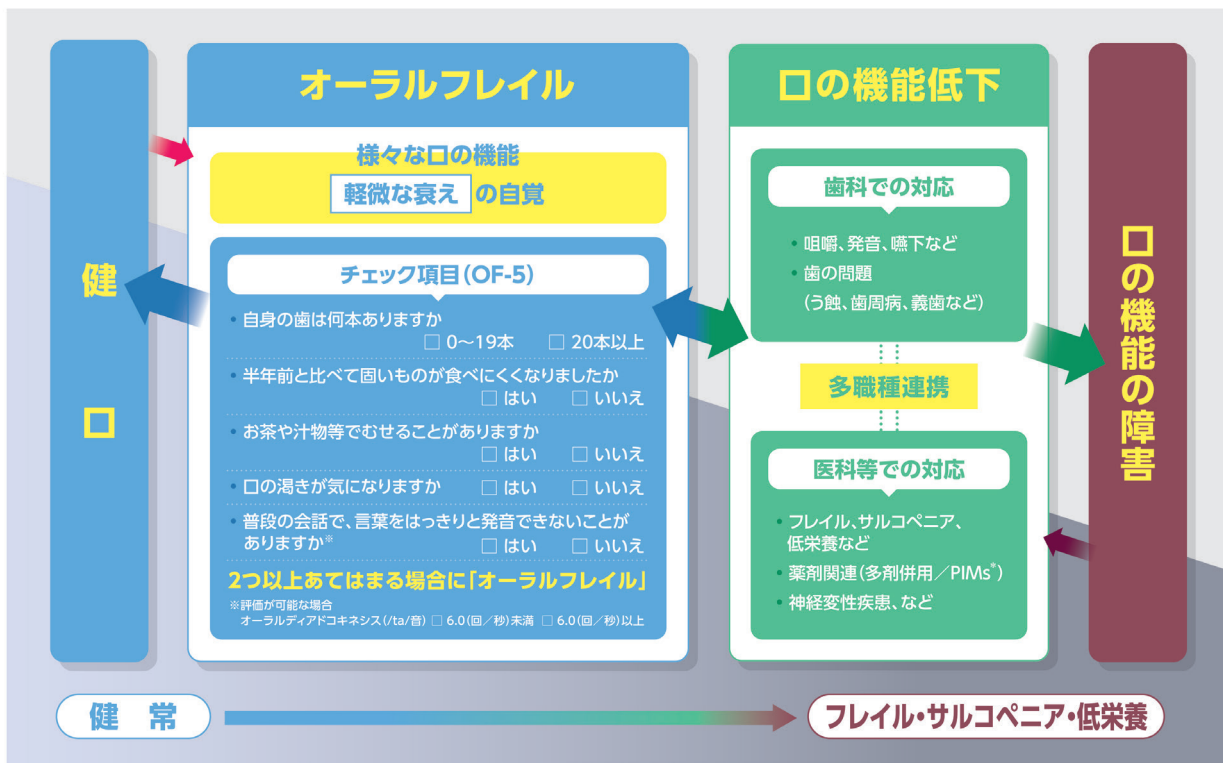 健口
オーラルフレイル
様々な口の機能
軽微な衰え の自覚
チェック項目(OF-5)
• 自身の歯は何本ありますか
□ 0〜19本 □ 20本以上
• 半年前と比べて固いものが食べにくくなりましたか
□ はい □ いいえ
• お茶や汁物等でむせることがありますか
□ はい □ いいえ
• 口の渇きが気になりますか □ はい □ いいえ
• 普段の会話で、言葉をはっきりと発音できないことが
ありますか※ □ はい □ いいえ
2つ以上あてはまる場合に「オーラルフレイル」
※評価が可能な場合
オーラルディアドコキネシス(/ta/音) □ 6.0(回/秒)未満 □ 6.0(回/秒)以上
口の機能低下
歯科での対応
• 咀嚼、発音、嚥下など
• 歯の問題
(う蝕、歯周病、義歯など)
多職種連携
医科等での対応
• フレイル、サルコペニア、
低栄養など
• 薬剤関連(多剤併用/PIMs*)
• 神経変性疾患、など
口の機能の障害
健常
フレイル・サルコペニア・低栄養